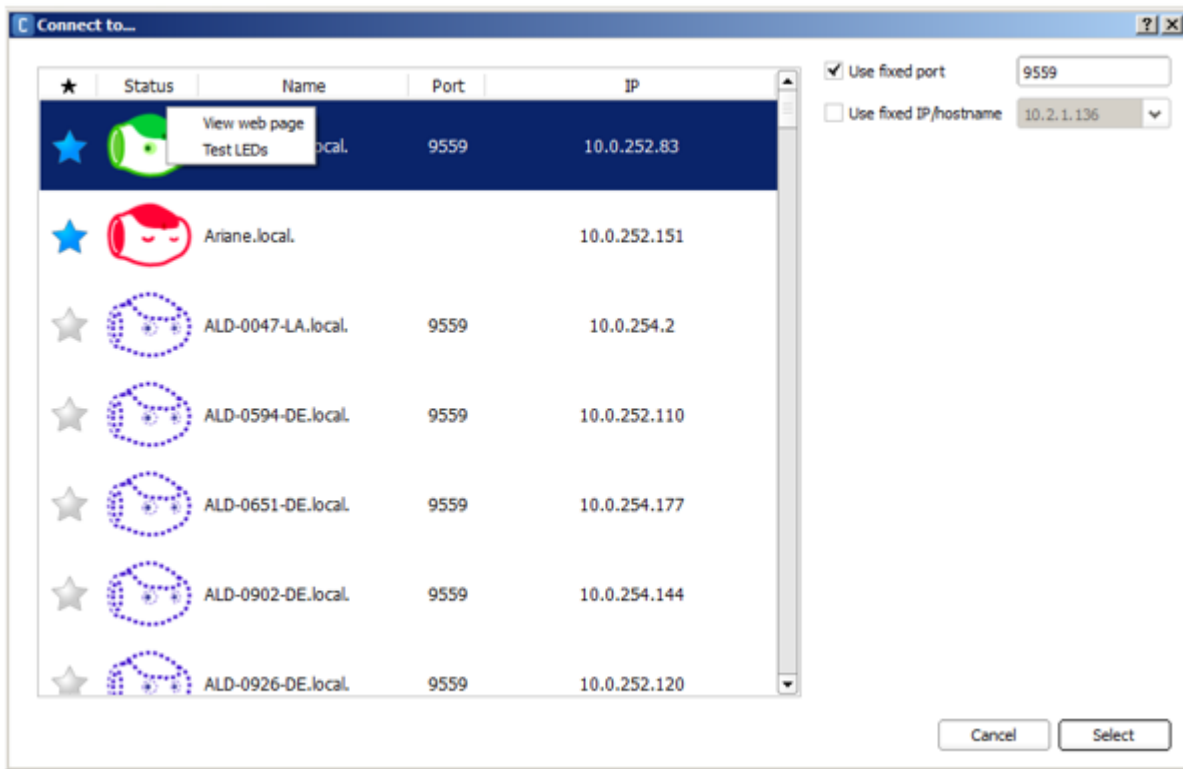 C Connect to...
★ Status Name Port IP
View web page
Test LEDs
ocal. 9559 10.0.252.83
Ariane.local. 10.0.252.151
ALD-0047-LA.local. 9559 10.0.254.2
ALD-0594-DE.local. 9559 10.0.252.110
ALD-0651-DE.local. 9559 10.0.254.177
ALD-0902-DE.local. 9559 10.0.254.144
ALD-0926-DE.local. 9559 10.0.252.120
Use fixed port 9559
Use fixed IP/hostname 10.2.1.136
Cancel Select